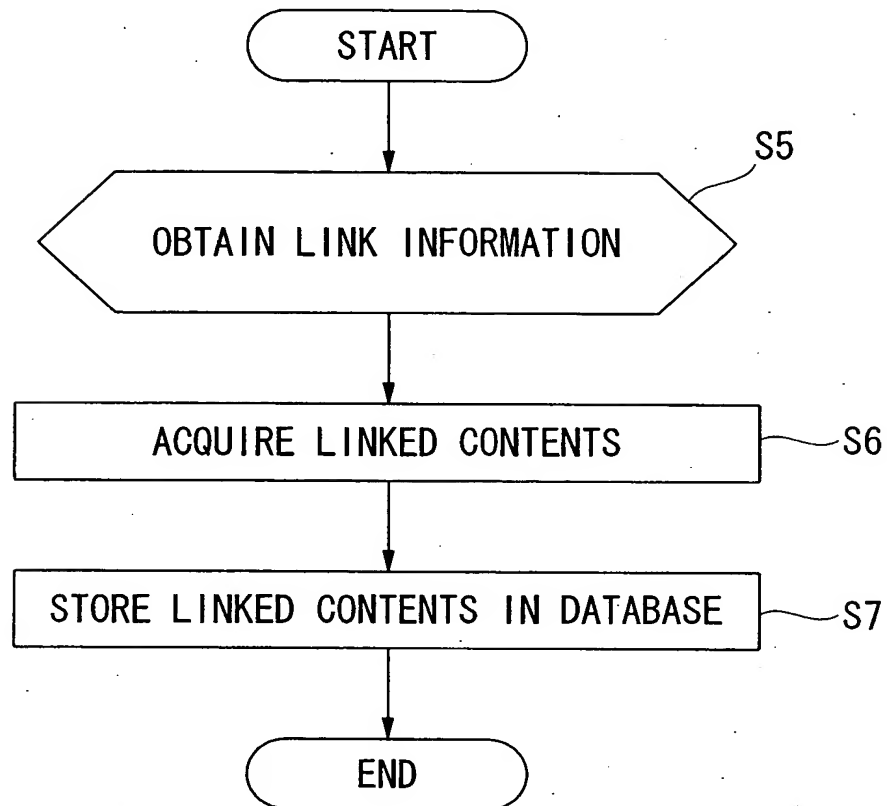 START
S5
OBTAIN LINK INFORMATION
ACQUIRE LINKED CONTENTS
S6
STORE LINKED CONTENTS IN DATABASE
S7
END